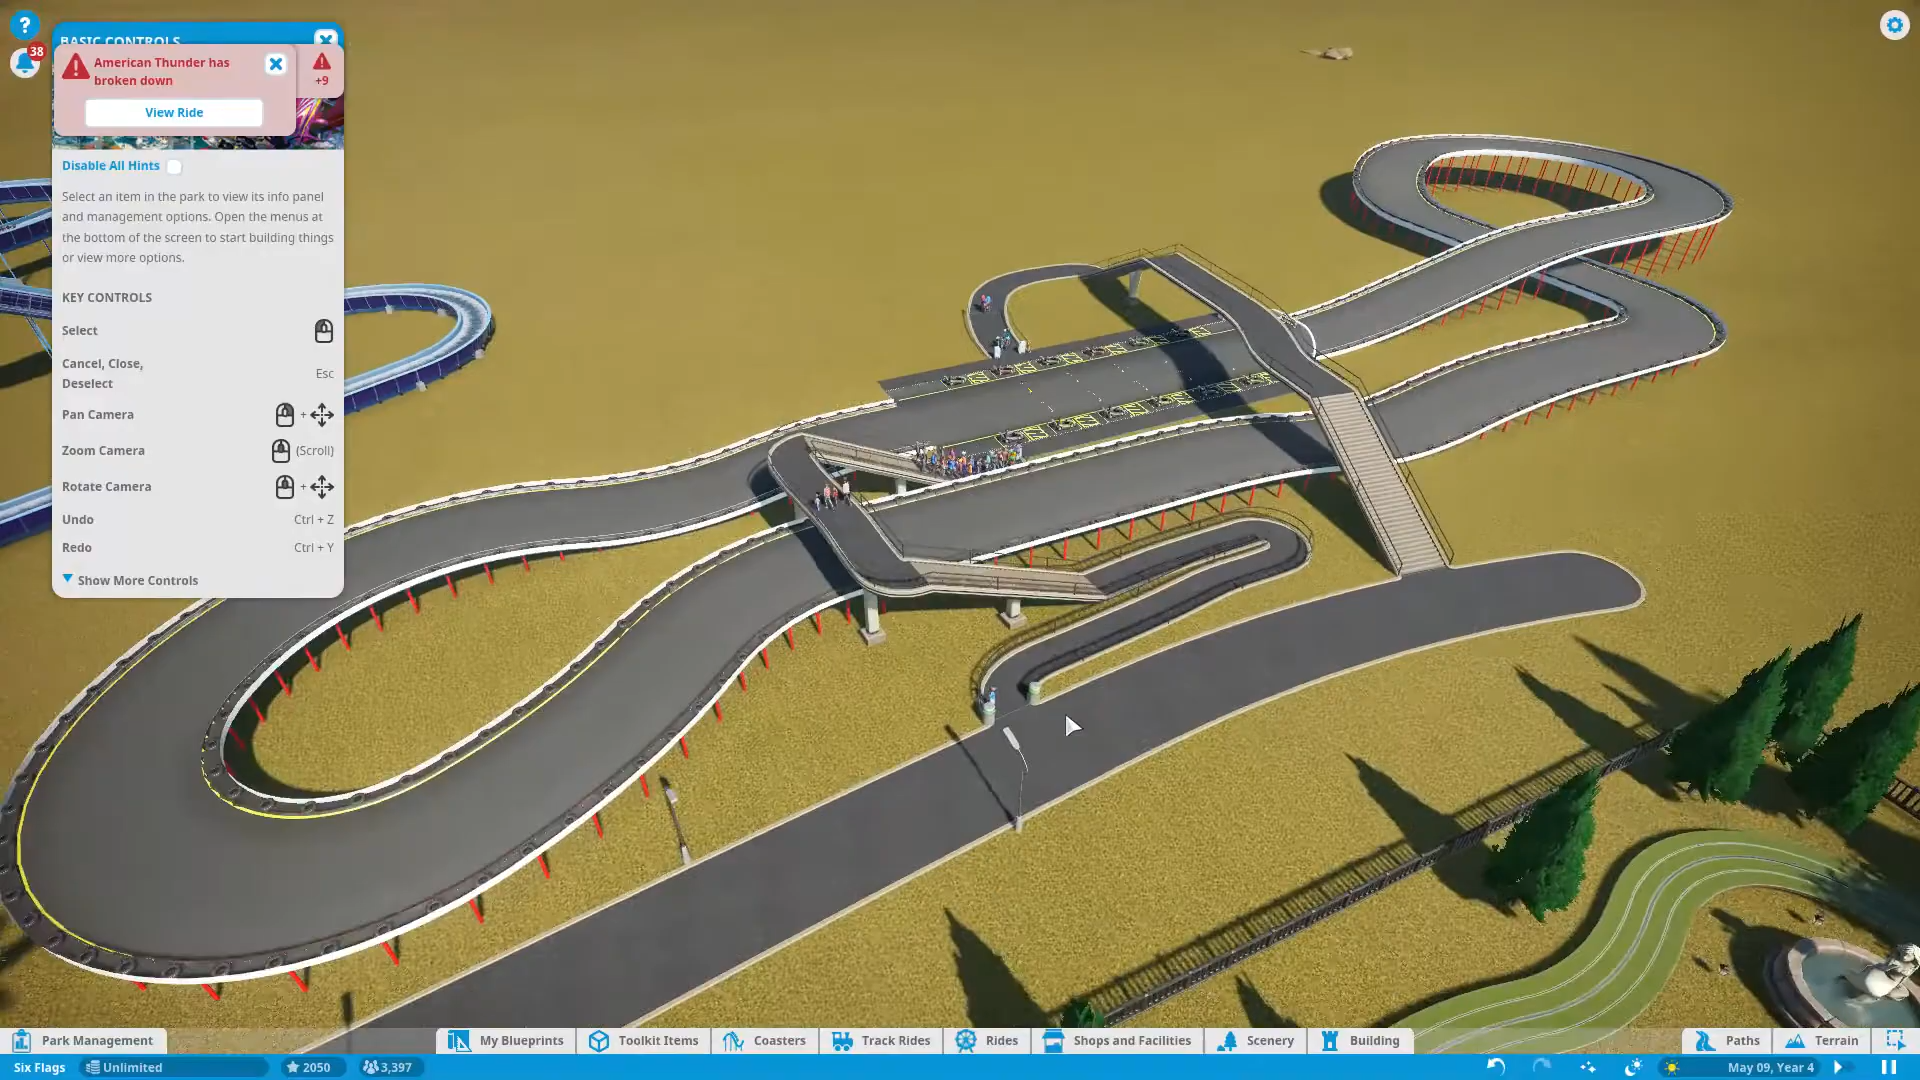 ?
38
BASIC CONTROLS
American Thunder has
broken down
+9
View Ride
Disable All Hints
Select an item in the park to view its info panel
and management options. Open the menus at
the bottom of the screen to start building things
or view more options.
KEY CONTROLS
Select
Cancel, Close,
Deselect
Esc
Pan Camera +
Zoom Camera (Scroll)
Rotate Camera +
Undo Ctrl + Z
Redo Ctrl + Y
Show More Controls
Park Management
My Blueprints
Toolkit Items
Coasters
Track Rides
Rides
Shops and Facilities
Scenery
Building
Paths
Terrain
Six Flags
Unlimited
2050
3,397
May 09, Year 4